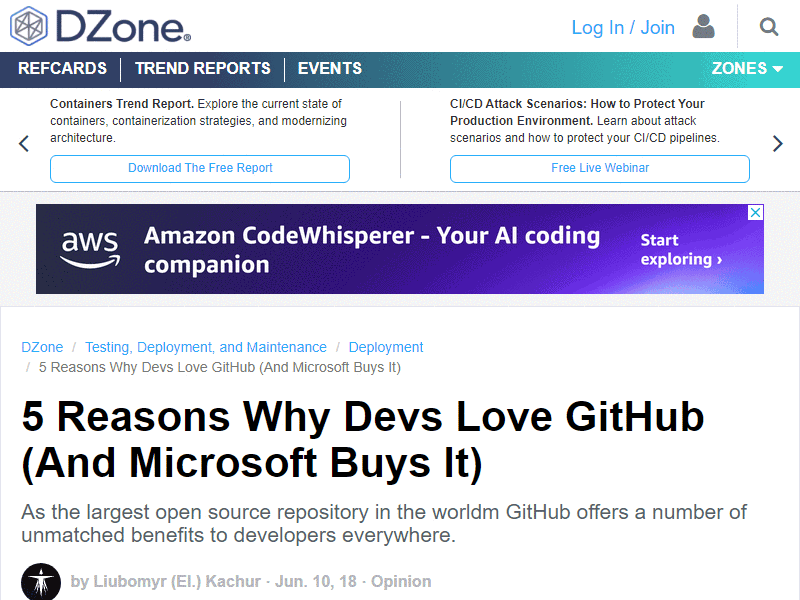 DZone®
Log In / Join
REFCARDS TREND REPORTS EVENTS ZONES
Containers Trend Report. Explore the current state of
containers, containerization strategies, and modernizing
architecture.
Download The Free Report
CI/CD Attack Scenarios: How to Protect Your
Production Environment. Learn about attack
scenarios and how to protect your CI/CD pipelines.
Free Live Webinar
aws
Amazon CodeWhisperer - Your AI coding
companion
Start
exploring ›
DZone / Testing, Deployment, and Maintenance / Deployment
/ 5 Reasons Why Devs Love GitHub (And Microsoft Buys It)
5 Reasons Why Devs Love GitHub
(And Microsoft Buys It)
As the largest open source repository in the worldm GitHub offers a number of
unmatched benefits to developers everywhere.
by Liubomyr (El.) Kachur · Jun. 10, 18 · Opinion